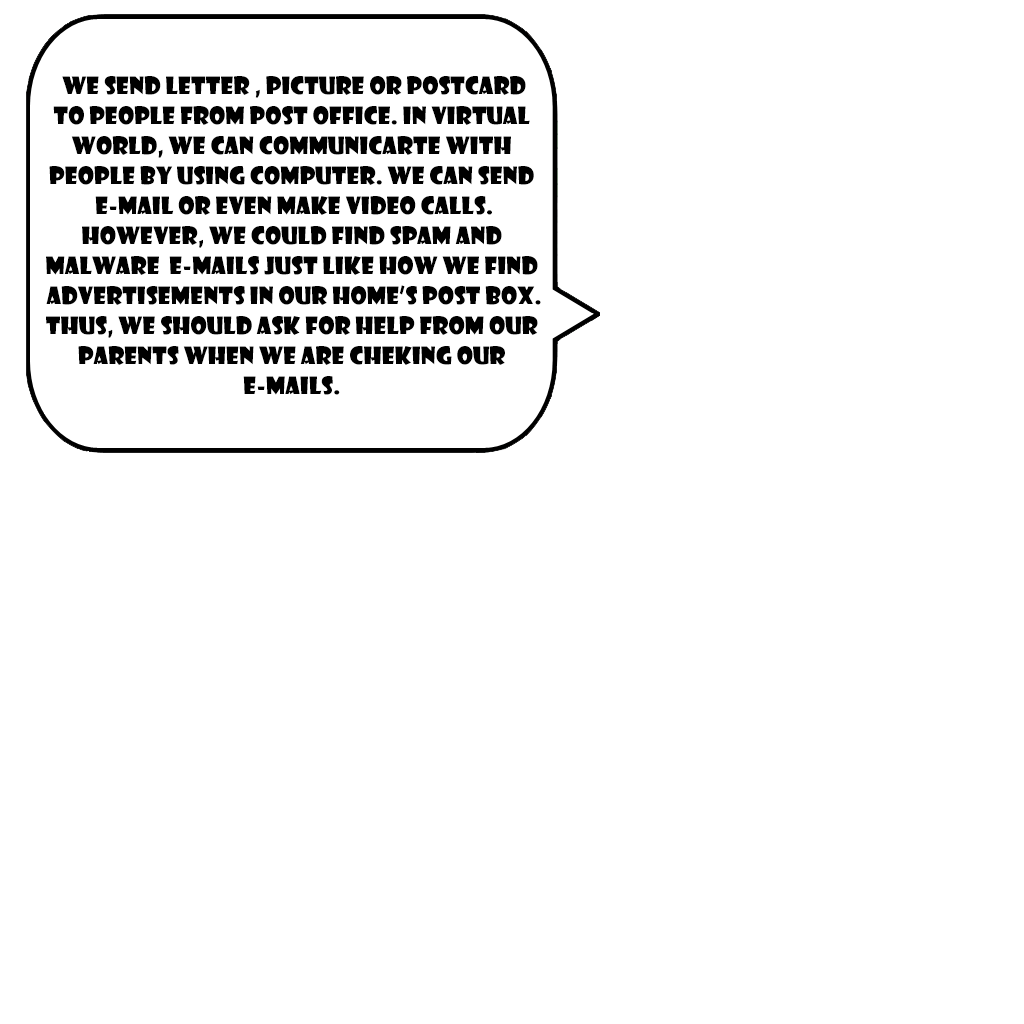 WE SEND LETTER , PICTURE OR POSTCARD
TO PEOPLE FROM POST OFFICE. IN VIRTUAL
WORLD, WE CAN COMMUNICARTE WITH
PEOPLE BY USING COMPUTER. WE CAN SEND
E-MAIL OR EVEN MAKE VIDEO CALLS.
HOWEVER, WE COULD FIND SPAM AND
MALWARE  E-MAILS JUST LIKE HOW WE FIND
ADVERTISEMENTS IN OUR HOME'S POST BOX.
THUS, WE SHOULD ASK FOR HELP FROM OUR
PARENTS WHEN WE ARE CHEKING OUR
E-MAILS.